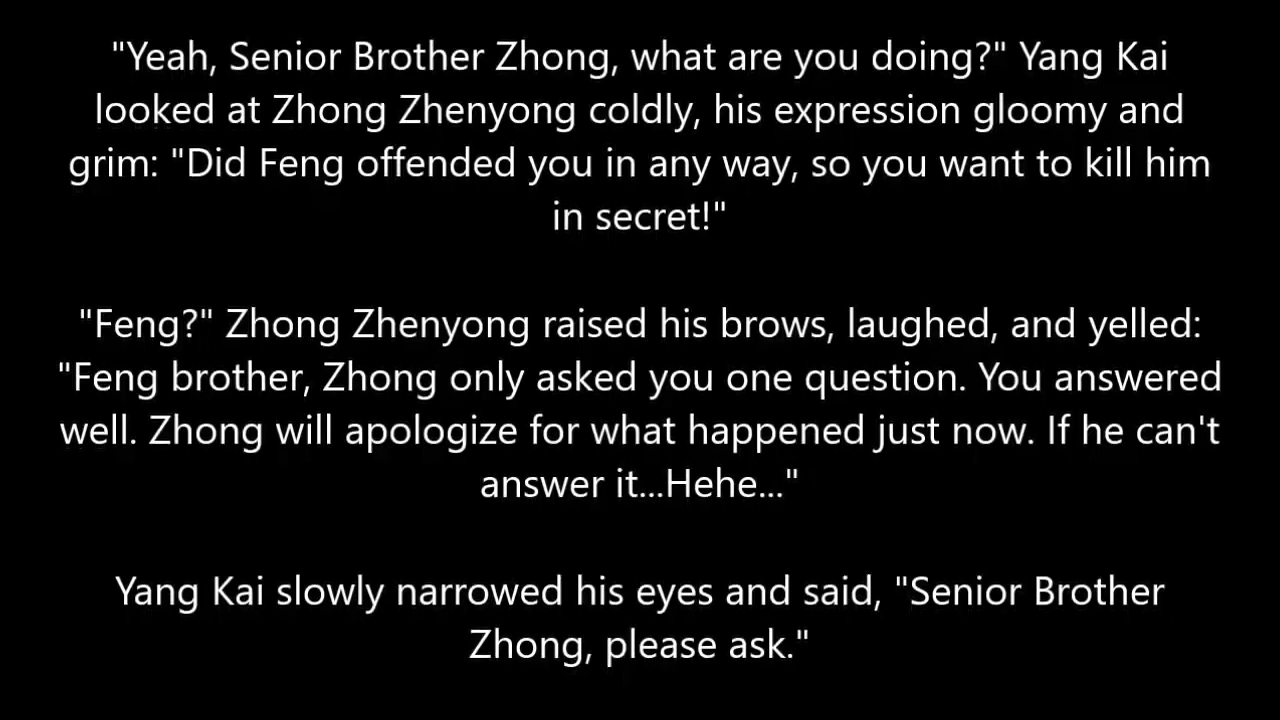 "Yeah, Senior Brother Zhong, what are you doing?" Yang Kai
looked at Zhong Zhenyong coldly, his expression gloomy and
grim: "Did Feng offended you in any way, so you want to kill him
in secret!"
"Feng?" Zhong Zhenyong raised his brows, laughed, and yelled:
"Feng brother, Zhong only asked you one question. You answered
well. Zhong will apologize for what happened just now. If he can't
answer it...Hehe..."
Yang Kai slowly narrowed his eyes and said, "Senior Brother
Zhong, please ask."